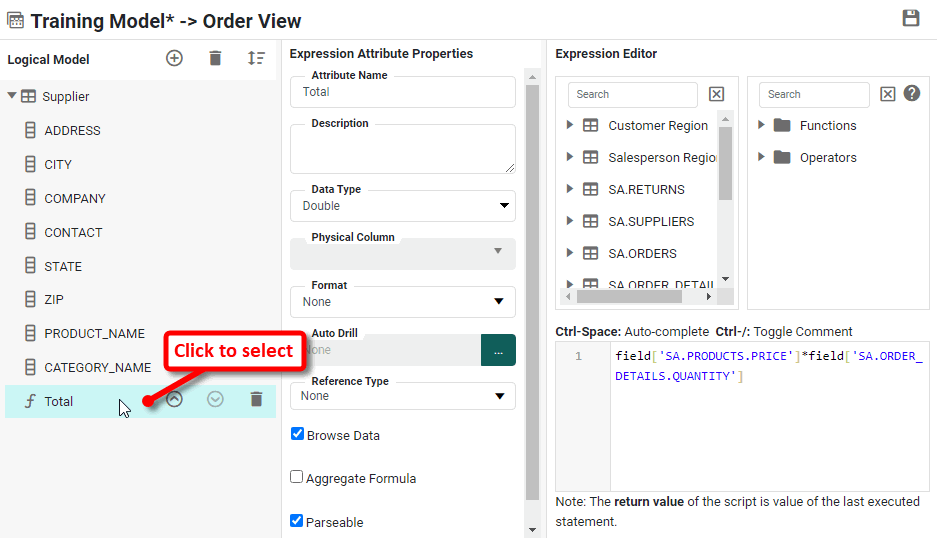 Training Model* -> Order View
Logical Model
Supplier
ADDRESS
CITY
COMPANY
CONTACT
STATE
ZIP
PRODUCT_NAME
CATEGORY_NAME
Total
Click to select
Expression Attribute Properties
Attribute Name
Total
Description
Data Type
Double
Physical Column
Format
None
Auto Drill
None
...
Reference Type
None
Browse Data
Aggregate Formula
Parseable
Expression Editor
Search
Customer Region
Salesperson Region
SA.RETURNS
SA.SUPPLIERS
SA.ORDERS
SA.ORDER_DETAIL
Search
Functions
Operators
Ctrl-Space: Auto-complete Ctrl-/: Toggle Comment
1
field['SA.PRODUCTS.PRICE']*field['SA.ORDER_
DETAILS.QUANTITY']
Note: The return value of the script is value of the last executed
statement.